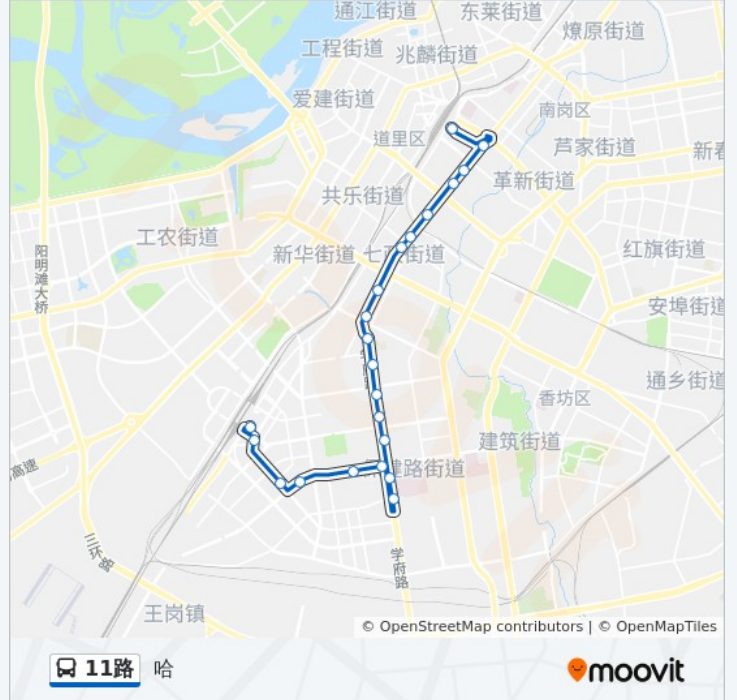 通江街道
东莱街道
燎原街道
工程街道
兆麟街道
爱建街道
南岗区
道里区
芦家街道
新春
革新街道
共乐街道
工农街道
新华街道
街道
红旗街道
阳明滩大桥
安埠街道
通乡街道
香坊区
建筑街道
高速
健路街道
三环路
学府路
王岗镇
© OpenStreetMap contributors | © OpenMapTiles
11路 哈
moovit